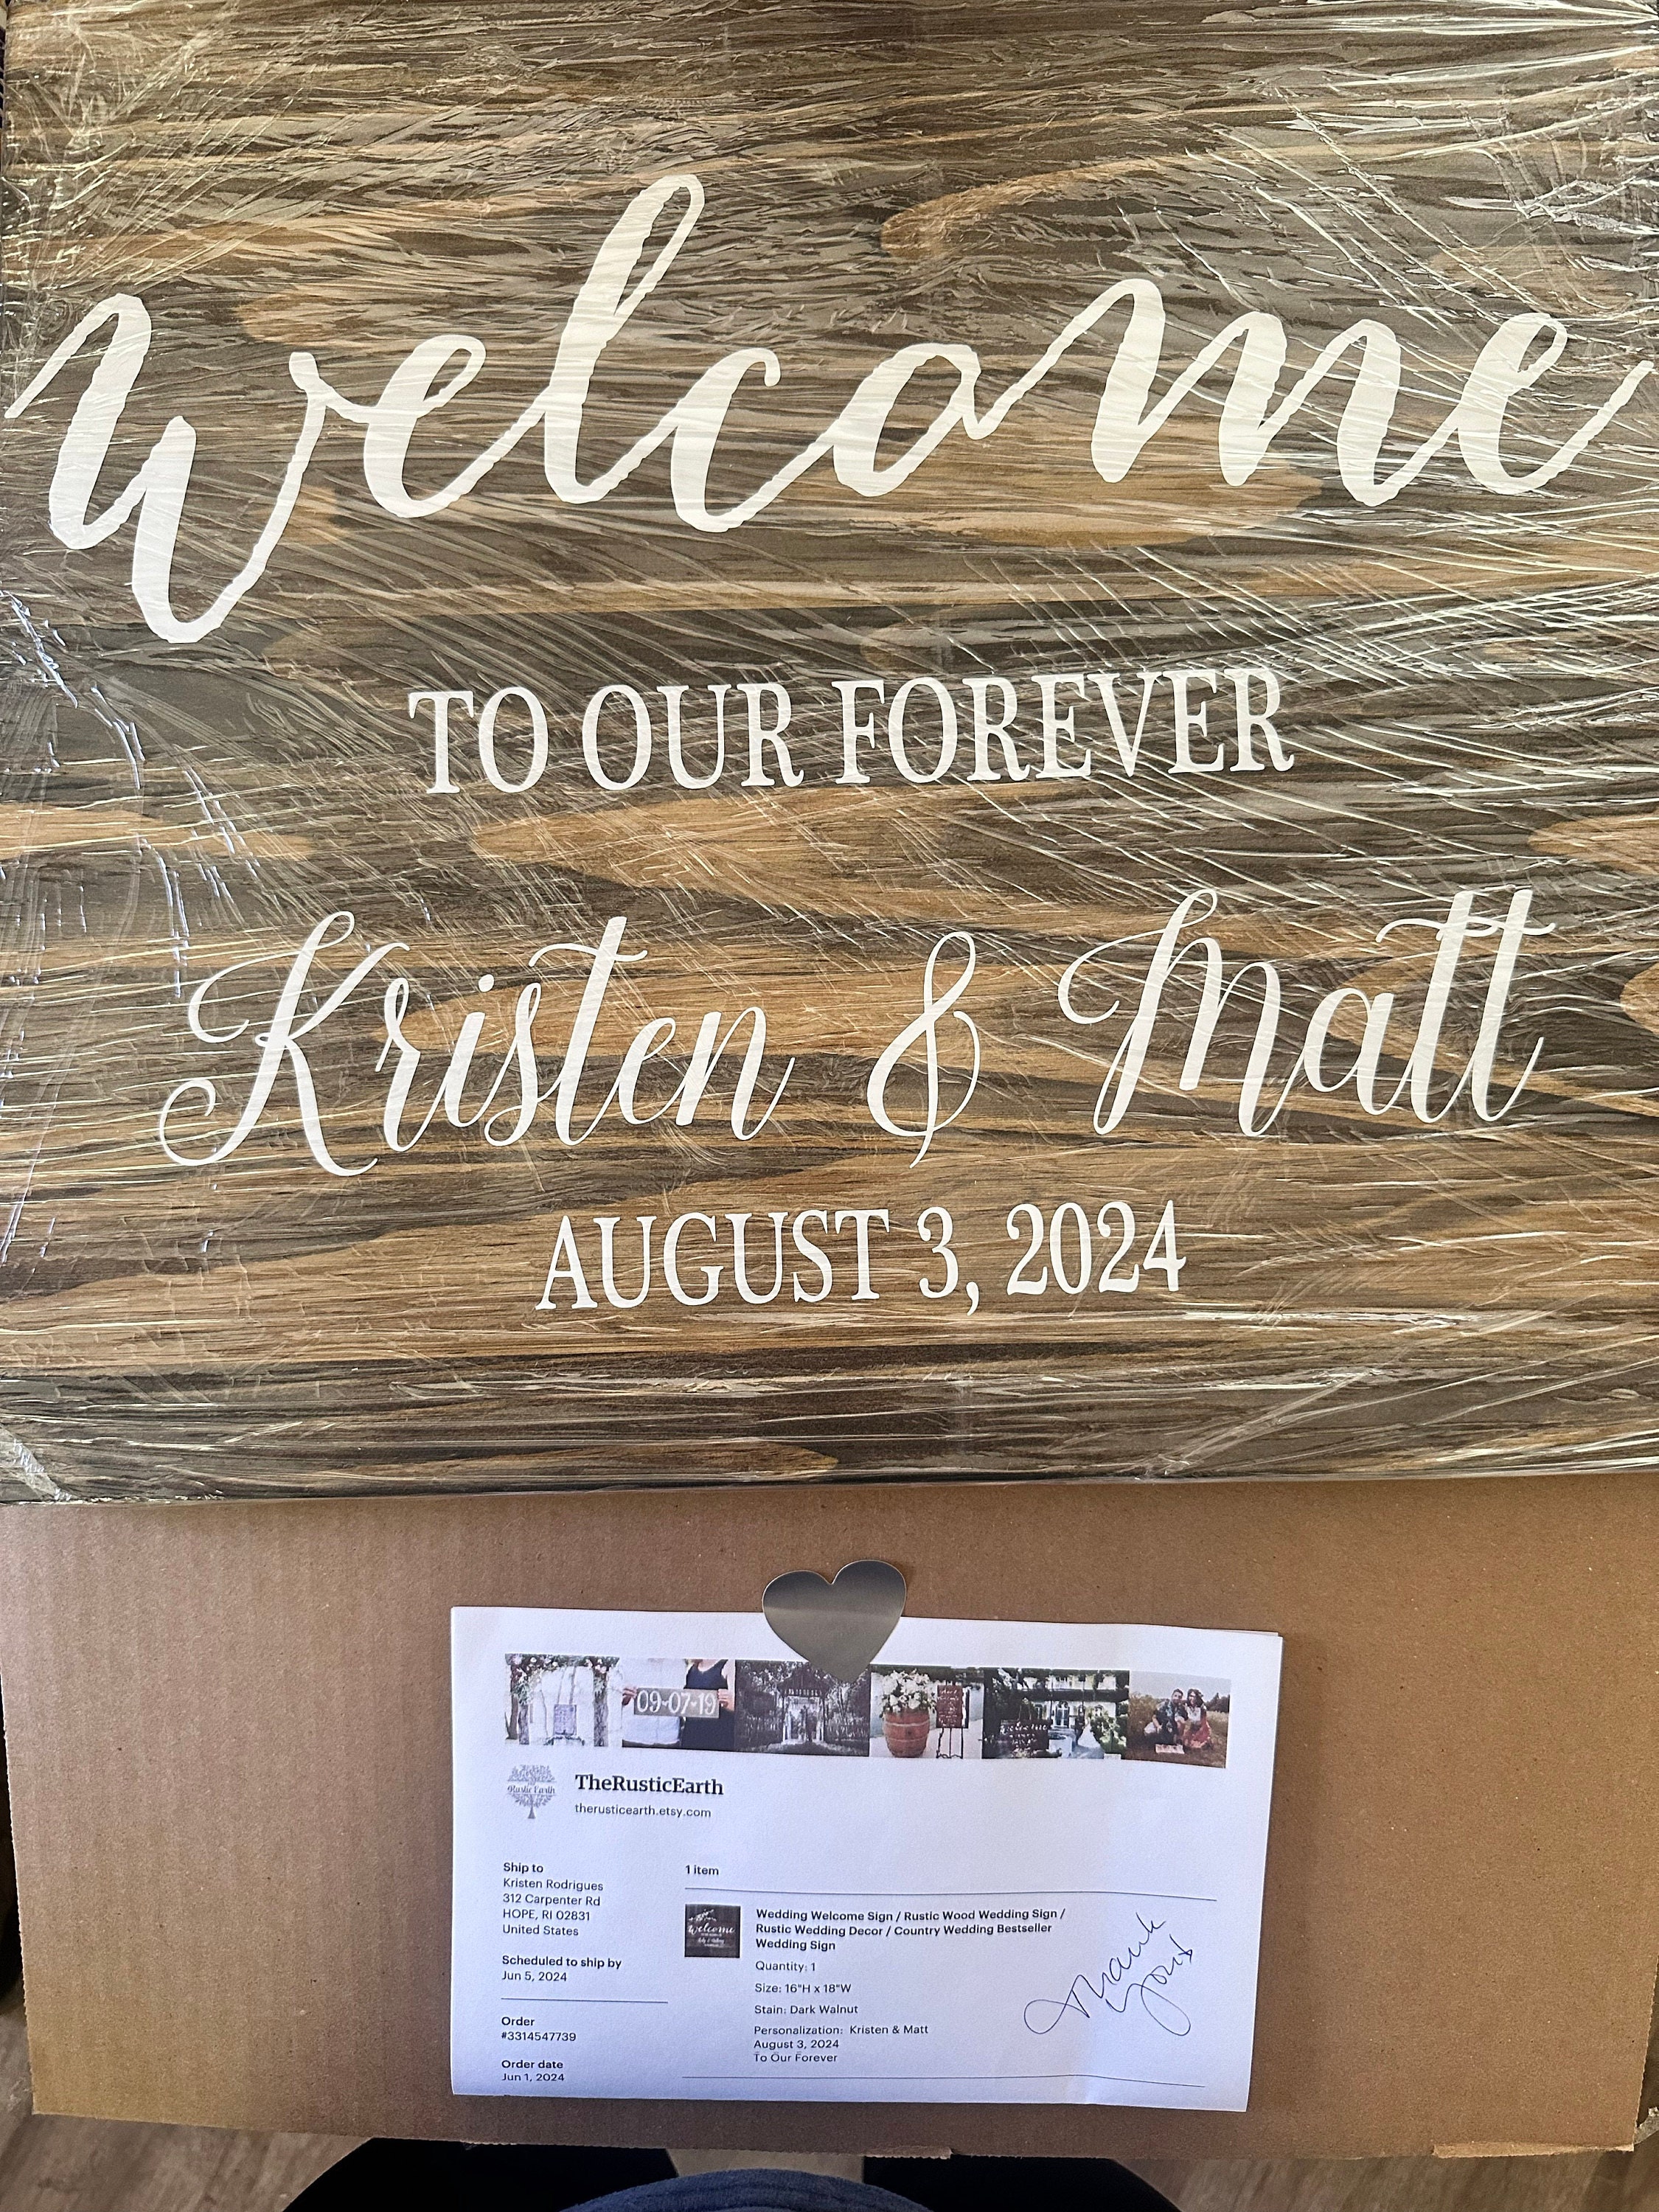 Welcome
TO OUR FOREVER
Kristen & Matt
AUGUST 3, 2024
09-07-19
Rustic Earth
TheRusticEarth
therusticearth.etsy.com
Ship to
Kristen Rodrigues
312 Carpenter Rd
HOPE, RI 02831
United States
Scheduled to ship by
Jun 5, 2024
Order
#3314547739
Order date
Jun 1, 2024
1 item
welcome
Wedding Welcome Sign / Rustic Wood Wedding Sign /
Rustic Wedding Decor / Country Wedding Bestseller
Wedding Sign
Quantity: 1
Size: 16"H x 18"W
Stain: Dark Walnut
Personalization: Kristen & Matt
August 3, 2024
To Our Forever
Thank
you!